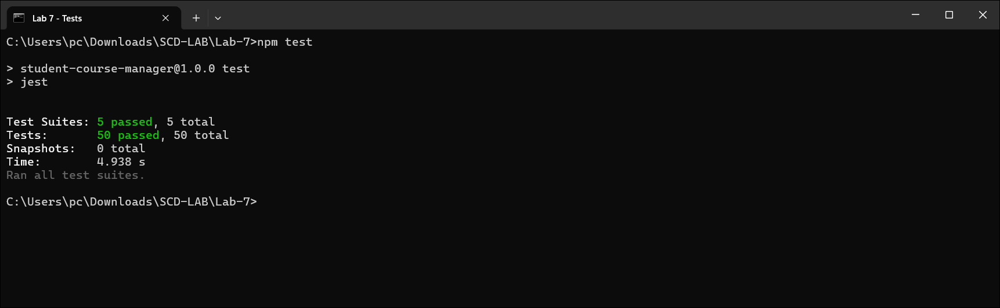 Lab 7 - Tests
C:\Users\pc\Downloads\SCD-LAB\Lab-7>npm test
> student-course-manager@1.0.0 test
> jest
Test Suites: 5 passed, 5 total
Tests:       50 passed, 50 total
Snapshots:   0 total
Time:        4.938 s
Ran all test suites.
C:\Users\pc\Downloads\SCD-LAB\Lab-7>